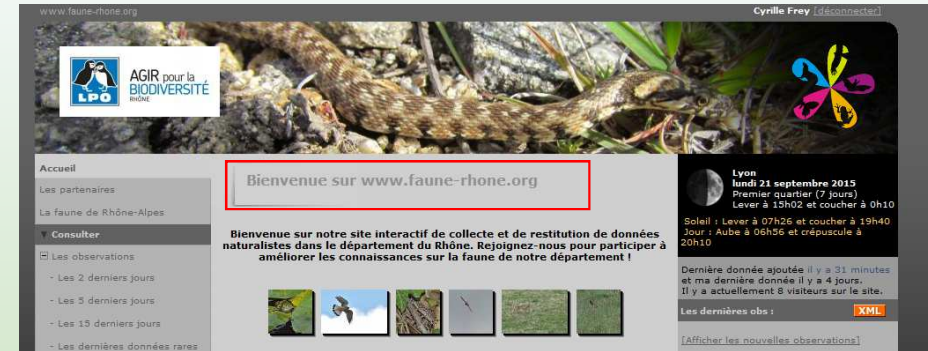 www.faune-rhone.org
Cyrille Frey [déconnecter]
LPO
AGIR pour la
BIODIVERSITÉ
RHÔNE
Accueil
Les partenaires
La faune de Rhône-Alpes
Consulter
Les observations
- Les 2 derniers jours
- Les 5 derniers jours
- Les 15 derniers jours
- Les dernières données rares
Bienvenue sur www.faune-rhone.org
Bienvenue sur notre site interactif de collecte et de restitution de données
naturalistes dans le département du Rhône. Rejoignez-nous pour participer à
améliorer les connaissances sur la faune de notre département !
Lyon
lundi 21 septembre 2015
Premier quartier (7 jours)
Lever à 15h02 et coucher à 0h10
Soleil : Lever à 07h26 et coucher à 19h40
Jour : Aube à 06h56 et crépuscule à
20h10
Dernière donnée ajoutée il y a 31 minutes
et ma dernière donnée il y a 4 jours.
Il y a actuellement 8 visiteurs sur le site.
Les dernières obs :
XML
[Afficher les nouvelles observations]